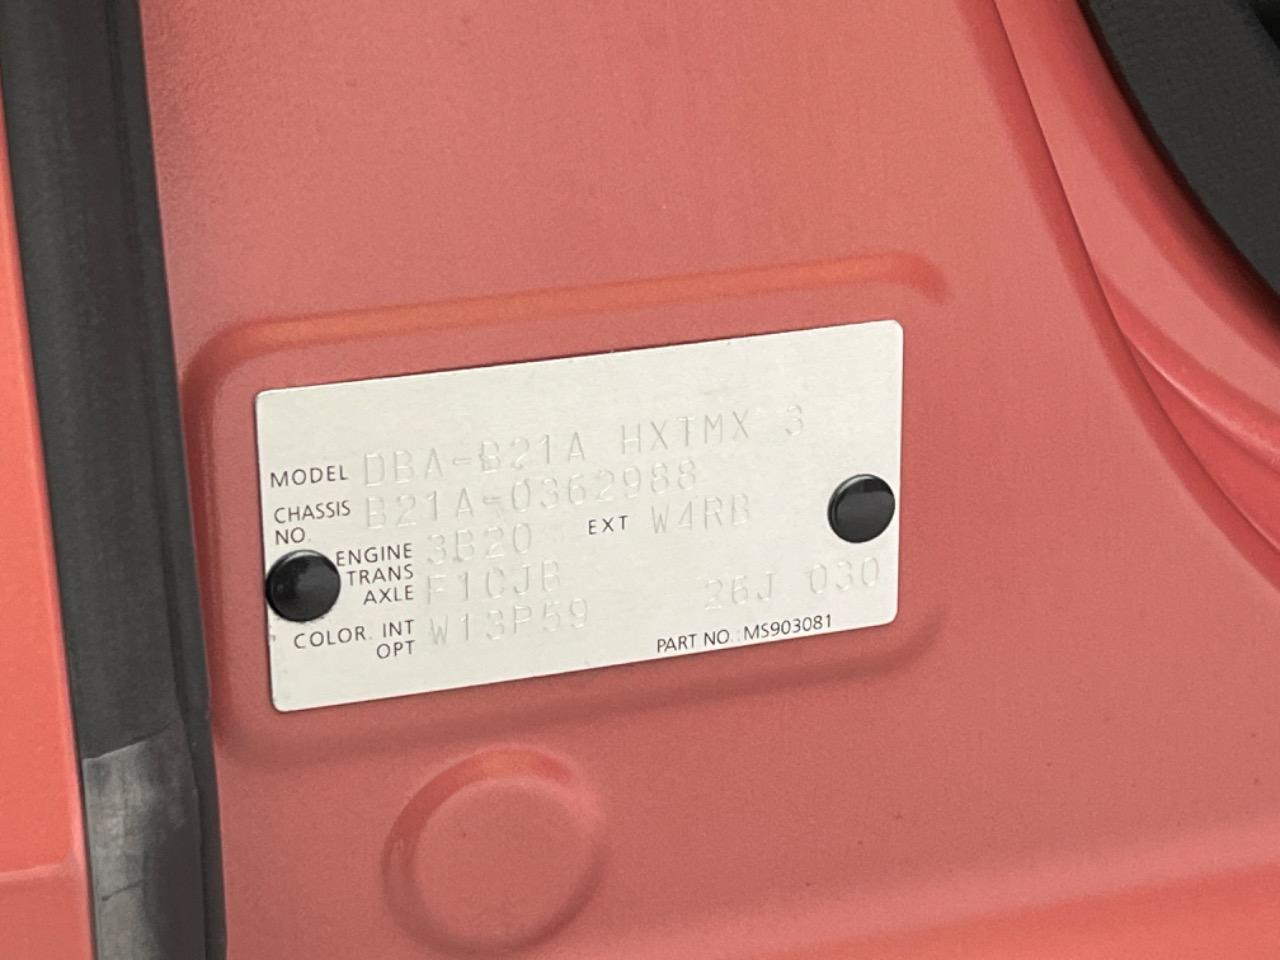 MODEL DBA-B21A HXTMX 3
CHASSIS NO. B21A-0362988
ENGINE 3B20 EXT W4RB
TRANS AXLE F1CJB
COLOR. INT OPT W13P59 26J 030
PART NO.:MS903081